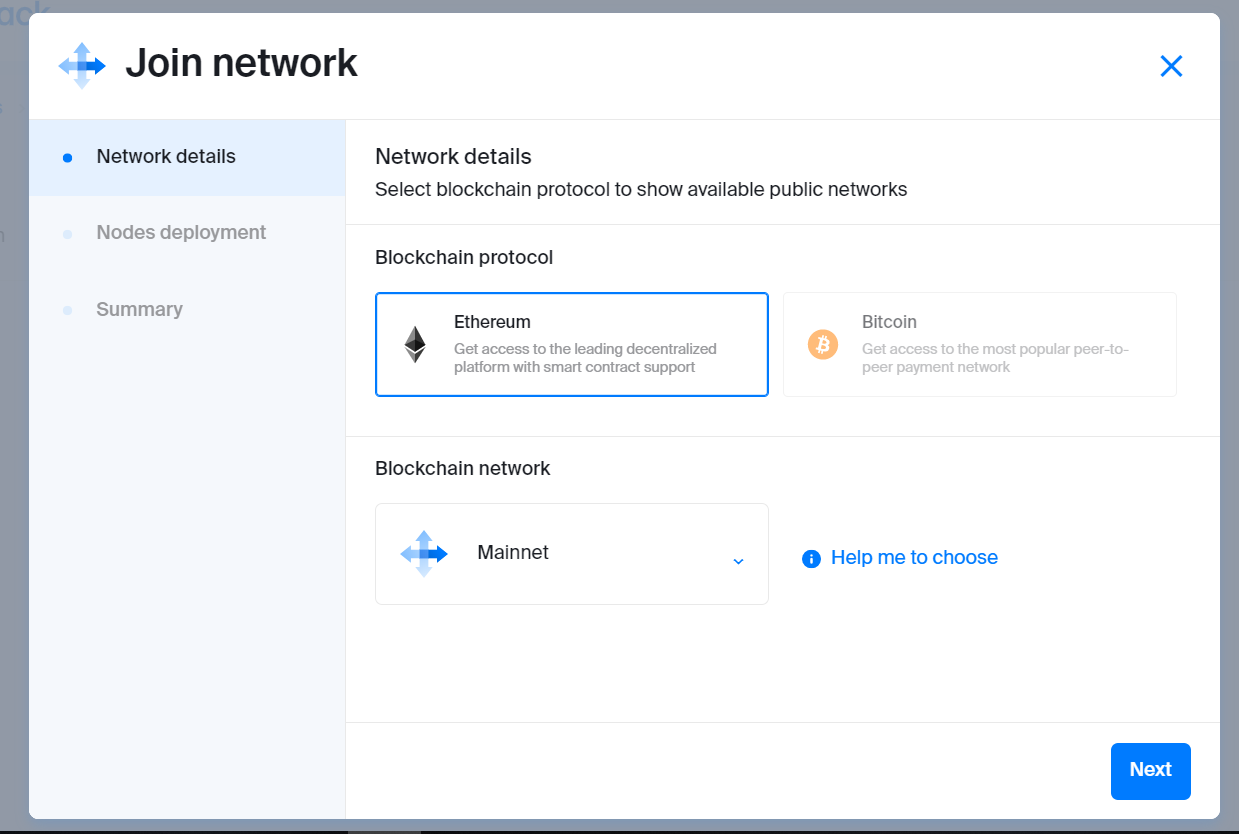 Join network
Network details
Nodes deployment
Summary
Network details
Select blockchain protocol to show available public networks
Blockchain protocol
Ethereum
Get access to the leading decentralized
platform with smart contract support
Bitcoin
Get access to the most popular peer-to-
peer payment network
Blockchain network
Mainnet
Help me to choose
Next